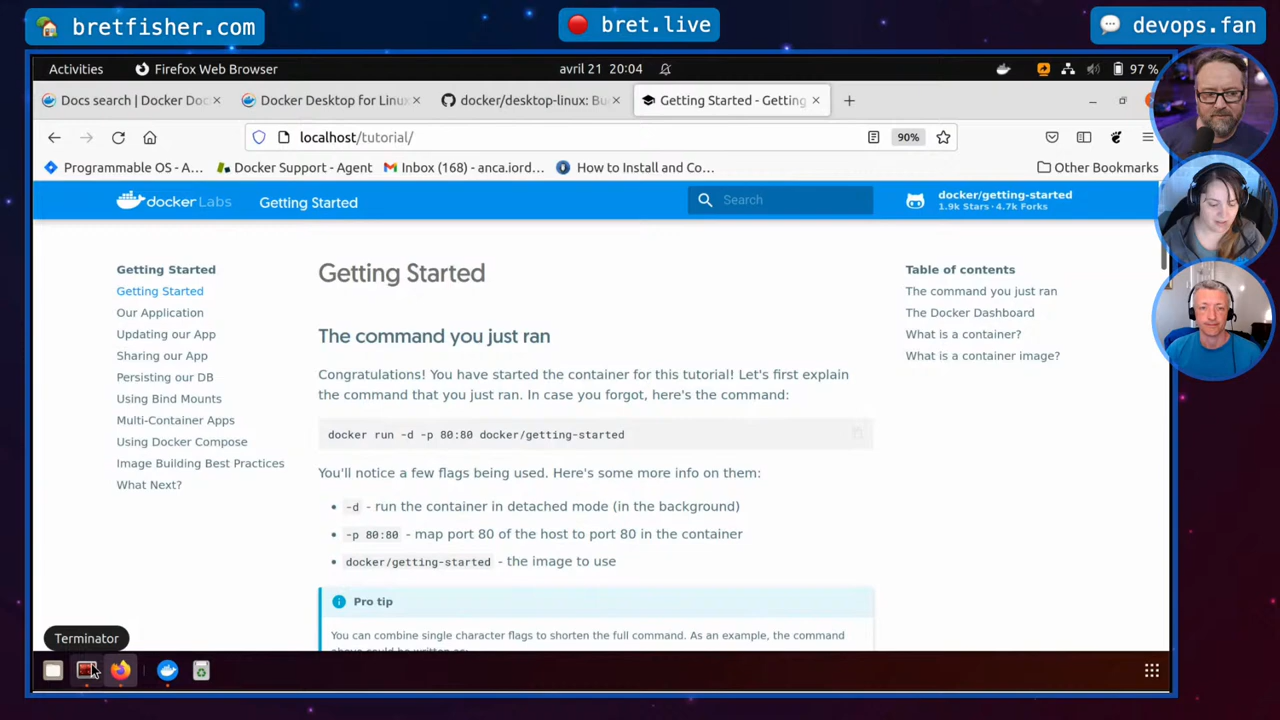 bretfisher.com
bret.live
devops.fan
Activities
Firefox Web Browser
avril 21 20:04
97 %
Docs search | Docker Doc
Docker Desktop for Linux
docker/desktop-linux: Bu
Getting Started - Getting
localhost/tutorial/
90%
Programmable OS - A...
Docker Support - Agent
Inbox (168) - anca.iord...
How to Install and Co...
Other Bookmarks
docker Labs
Getting Started
Search
docker/getting-started
1.9k Stars · 4.7k Forks
Getting Started
Getting Started
Our Application
Updating our App
Sharing our App
Persisting our DB
Using Bind Mounts
Multi-Container Apps
Using Docker Compose
Image Building Best Practices
What Next?
Getting Started
The command you just ran
Congratulations! You have started the container for this tutorial! Let's first explain
the command that you just ran. In case you forgot, here's the command:
docker run -d -p 80:80 docker/getting-started
You'll notice a few flags being used. Here's some more info on them:
-d - run the container in detached mode (in the background)
-p 80:80 - map port 80 of the host to port 80 in the container
docker/getting-started - the image to use
Pro tip
You can combine single character flags to shorten the full command. As an example, the command
Table of contents
The command you just ran
The Docker Dashboard
What is a container?
What is a container image?
Terminator